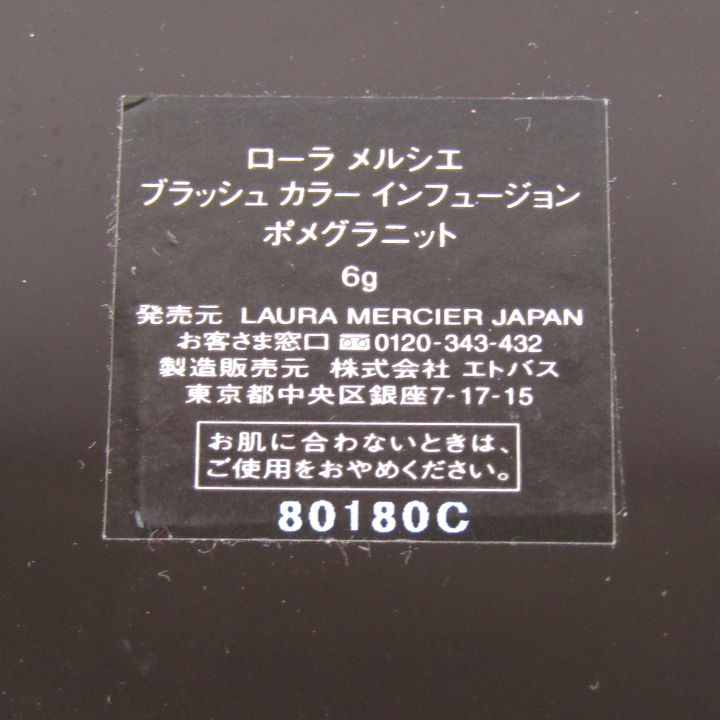 ローラ メルシエ
ブラッシュ カラー インフュージョン
ポメグラニット
6g
発売元 LAURA MERCIER JAPAN
お客さま窓口 0120-343-432
製造販売元 株式会社 エトバス
東京都中央区銀座7-17-15
お肌に合わないときは、
ご使用をおやめください。
80180C